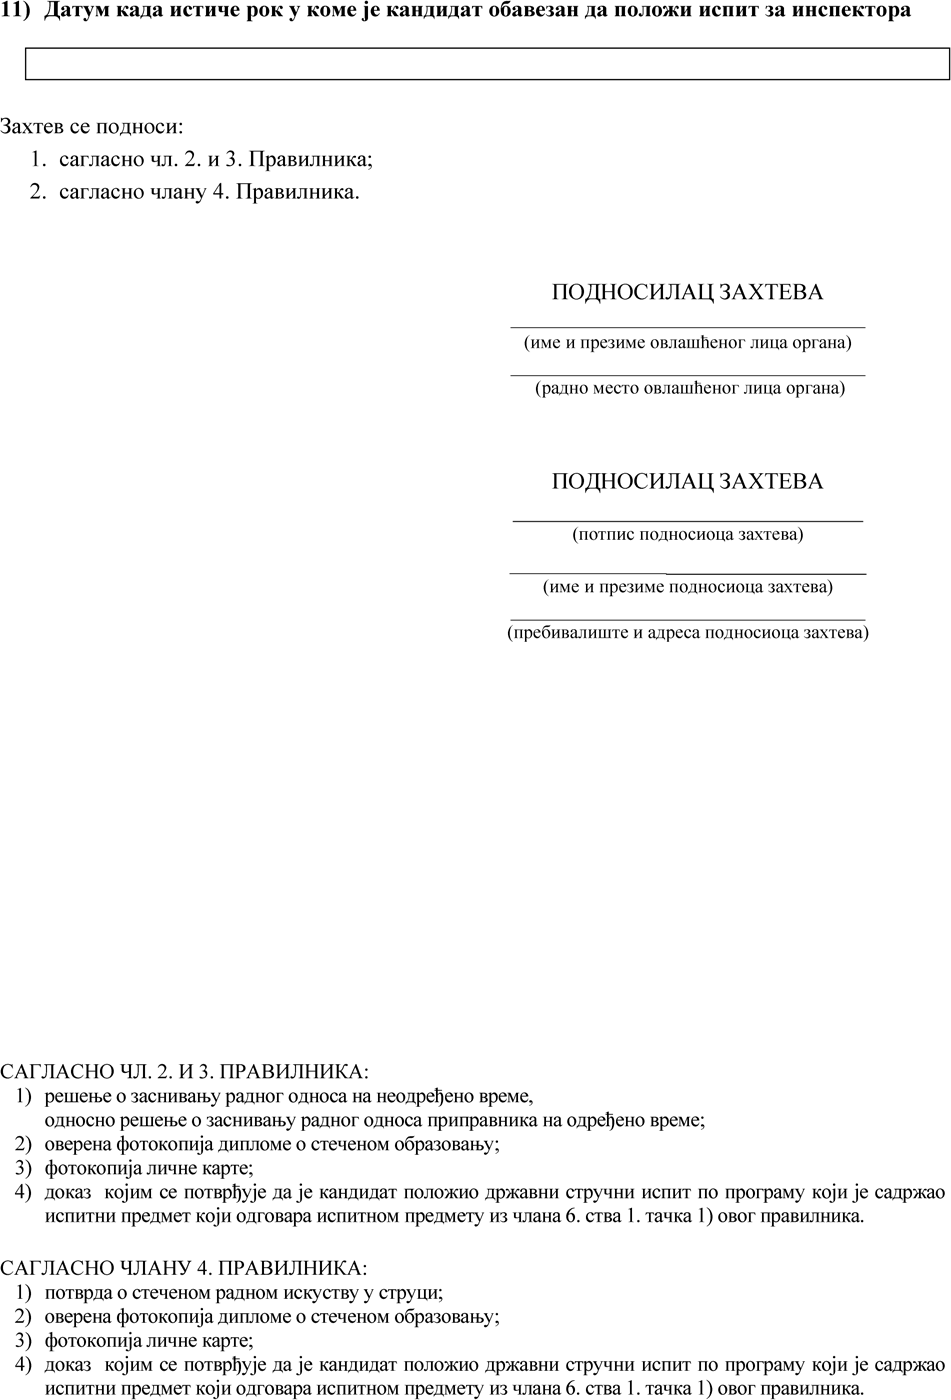 11) Датум када истиче рок у коме је кандидат обавезан да положи испит за инспектора
Захтев се подноси:
1. сагласно чл. 2. и 3. Правилника;
2. сагласно члану 4. Правилника.
ПОДНОСИЛАЦ ЗАХТЕВА
(име и презиме овлашћеног лица органа)
(радно место овлашћеног лица органа)
ПОДНОСИЛАЦ ЗАХТЕВА
(потпис подносиоца захтева)
(име и презиме подносиоца захтева)
(пребивалиште и адреса подносиоца захтева)
САГЛАСНО ЧЛ. 2. И 3. ПРАВИЛНИКА:
1) решење о заснивању радног односа на неодређено време,
односно решење о заснивању радног односа приправника на одређено време;
2) оверена фотокопија дипломе о стеченом образовању;
3) фотокопија личне карте;
4) доказ којим се потврђује да је кандидат положио државни стручни испит по програму који је садржао
испитни предмет који одговара испитном предмету из члана 6. ства 1. тачка 1) овог правилника.
САГЛАСНО ЧЛАНУ 4. ПРАВИЛНИКА:
1) потврда о стеченом радном искуству у струци;
2) оверена фотокопија дипломе о стеченом образовању;
3) фотокопија личне карте;
4) доказ којим се потврђује да је кандидат положио државни стручни испит по програму који је садржао
испитни предмет који одговара испитном предмету из члана 6. ства 1. тачка 1) овог правилника.